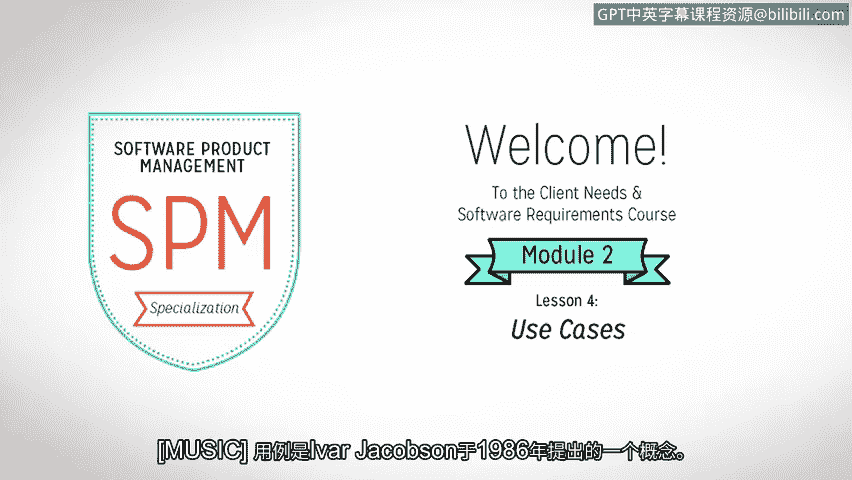 GPT中英字幕课程资源@bilibili.com
SOFTWARE PRODUCT
MANAGEMENT
SPM
Specialization
Welcome!
To the Client Needs &
Software Requirements Course
Module 2
Lesson 4:
Use Cases
[MUSIC] 用例是Ivar Jacobson于1986年提出的一个概念。